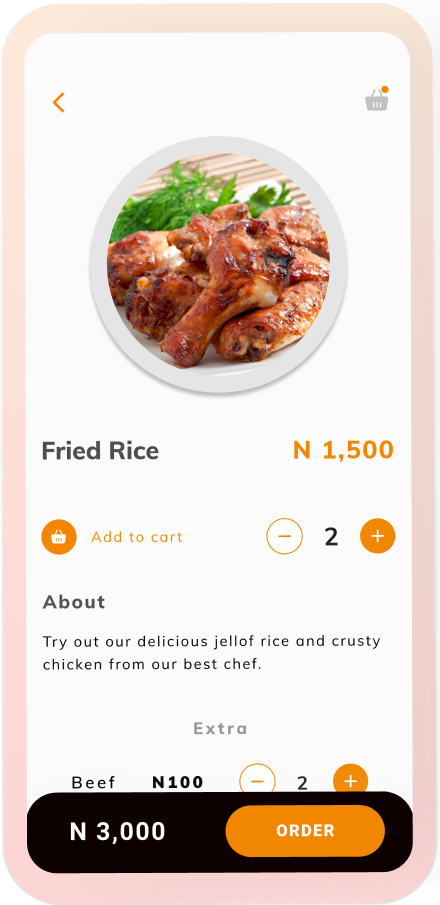 Fried Rice N 1,500
Add to cart 2
About
Try out our delicious jellof rice and crusty
chicken from our best chef.
Extra
Beef N100 2
N 3,000 ORDER